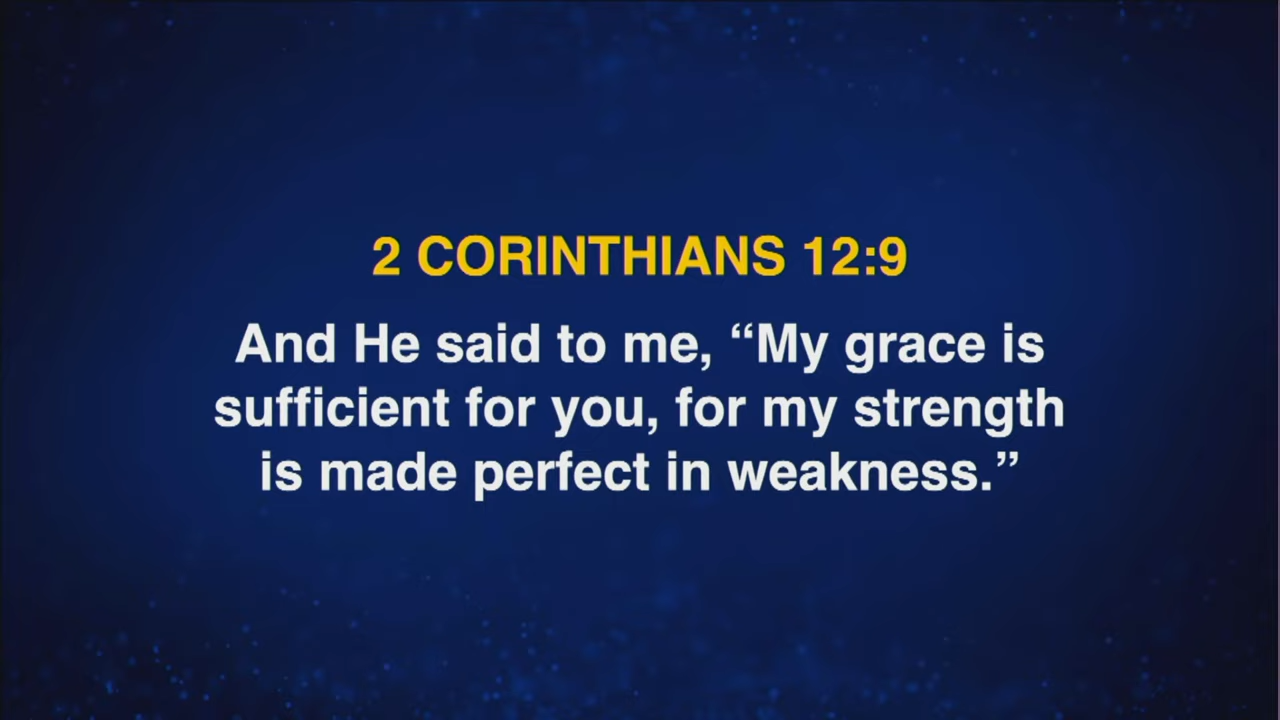 2 CORINTHIANS 12:9
And He said to me, “My grace is
sufficient for you, for my strength
is made perfect in weakness.”